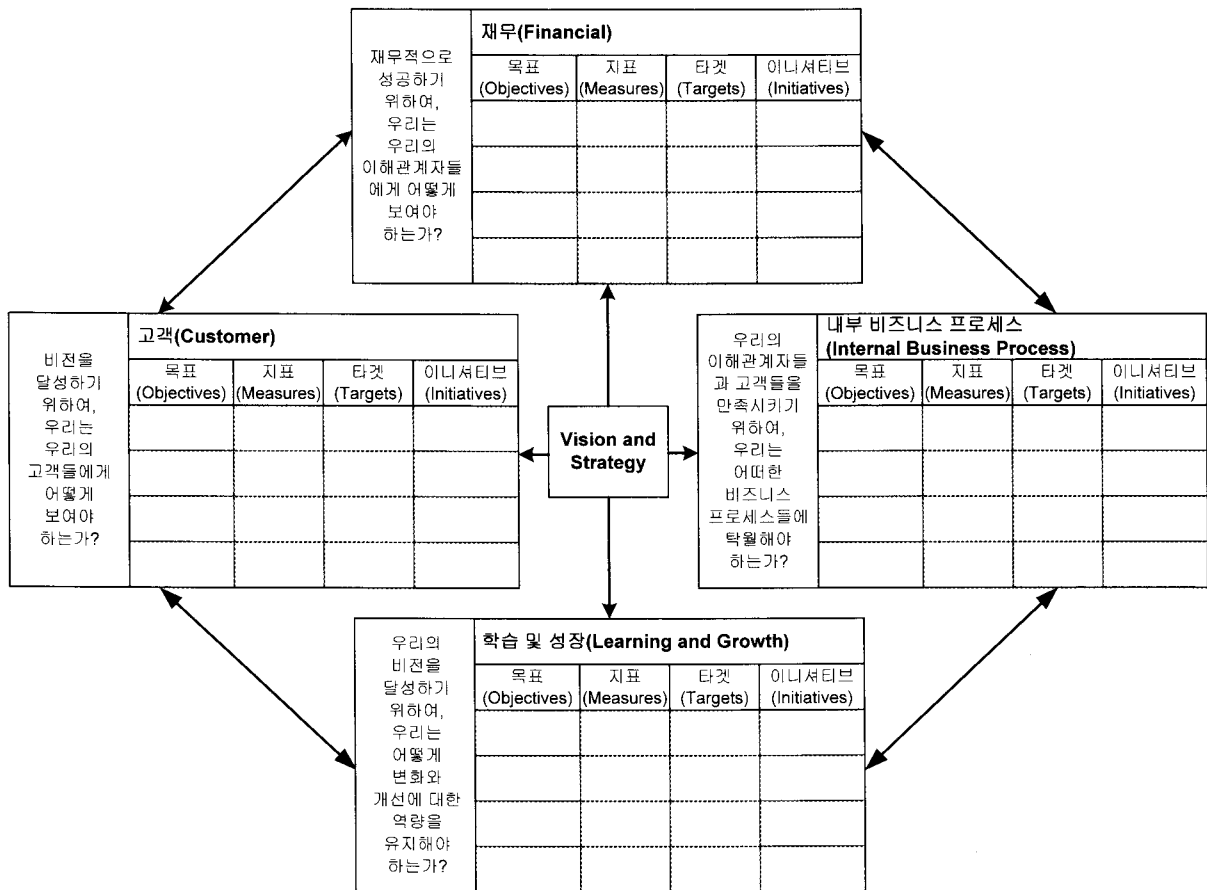 재무적으로
성공하기
위하여,
우리는
우리의
이해관계자들
에게 어떻게
보여야
하는가?
재무(Financial)
목표 지표 타겟 이니셔티브
(Objectives) (Measures) (Targets) (Initiatives)
비전을
달성하기
위하여,
우리는
우리의
고객들에게
어떻게
보여야
하는가?
고객(Customer)
목표 지표 타겟 이니셔티브
(Objectives) (Measures) (Targets) (Initiatives)
Vision and
Strategy
우리의
이해관계자들
과 고객들을
만족시키기
위하여,
우리는
어떠한
비즈니스
프로세스들에
탁월해야
하는가?
내부 비즈니스 프로세스
(Internal Business Process)
목표 지표 타겟 이니셔티브
(Objectives) (Measures) (Targets) (Initiatives)
우리의
비전을
달성하기
위하여,
우리는
어떻게
변화와
개선에 대한
역량을
유지해야
하는가?
학습 및 성장(Learning and Growth)
목표 지표 타겟 이니셔티브
(Objectives) (Measures) (Targets) (Initiatives)